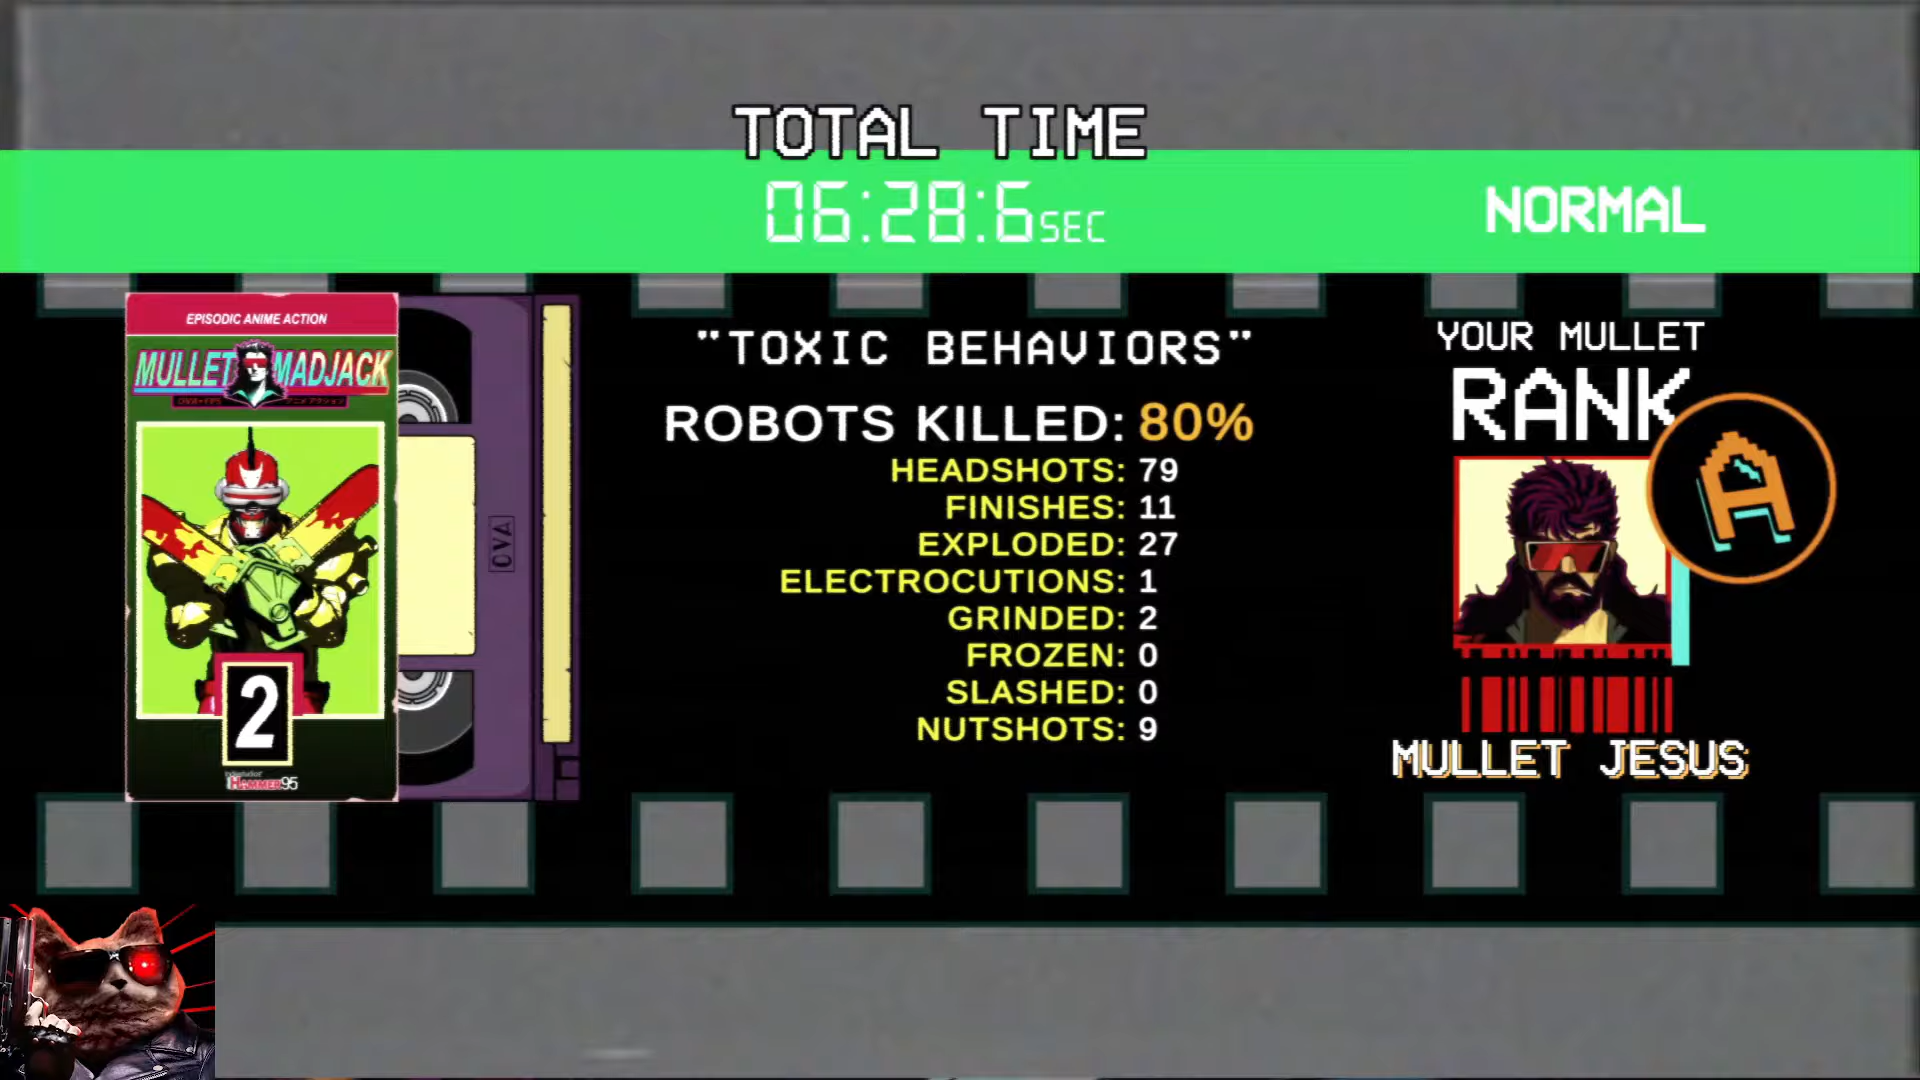 TOTAL TIME
06:28:6SEC
NORMAL
EPISODIC ANIME ACTION
MULLET MADJACK
2
HAMMER95
OVA
"TOXIC BEHAVIORS"
ROBOTS KILLED: 80%
HEADSHOTS: 79
FINISHES: 11
EXPLODED: 27
ELECTROCUTIONS: 1
GRINDED: 2
FROZEN: 0
SLASHED: 0
NUTSHOTS: 9
YOUR MULLET
RANK
A
MULLET JESUS